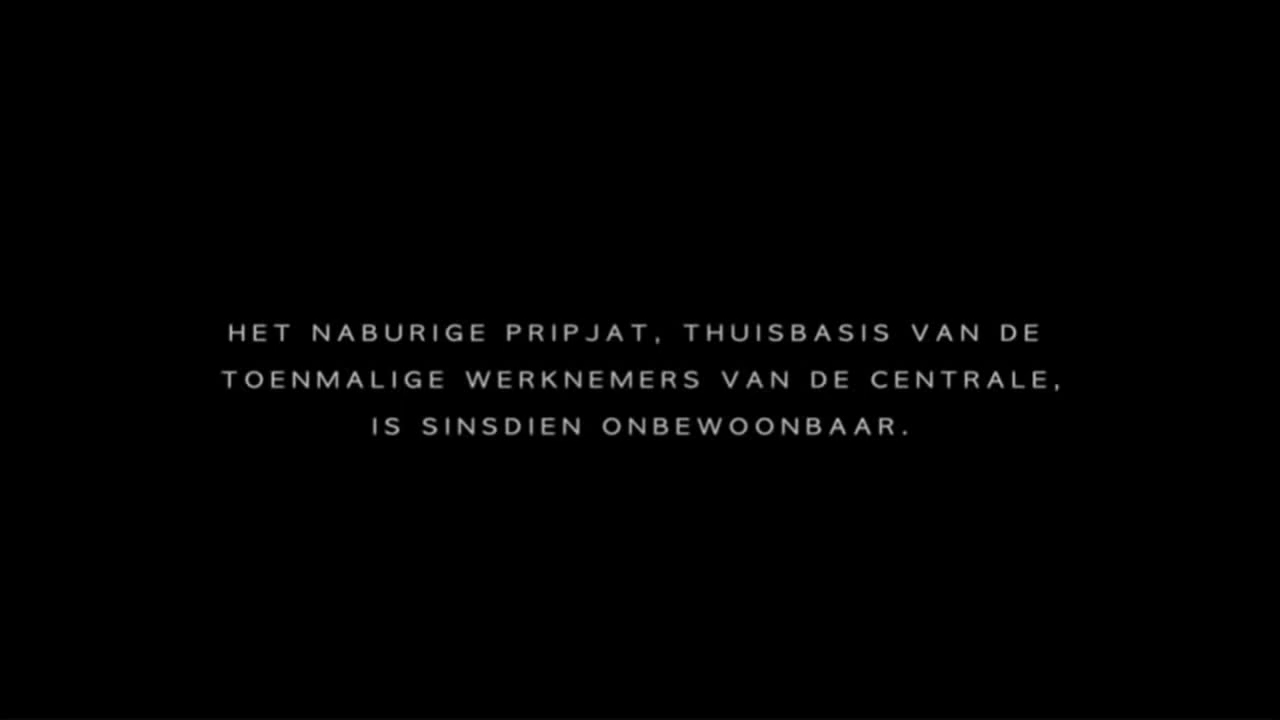 HET NABURIGE PRIPJAT, THUISBASIS VAN DE
TOENMALIGE WERKNEMERS VAN DE CENTRALE,
IS SINSDIEN ONBEWOONBAAR.